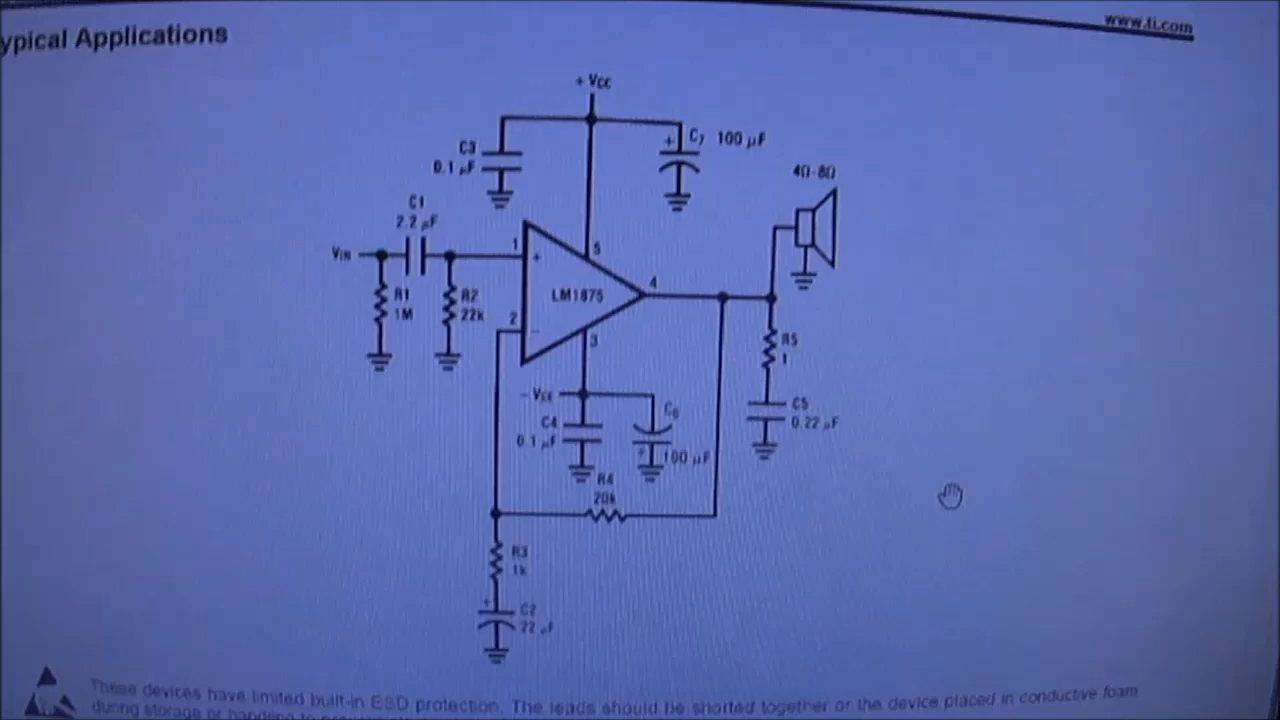 www.ti.com
ypical Applications
+ VCC
C3
0.1 µF
C7 100 µF
4Ω-8Ω
C1
2.2 µF
VIN
1
+
5
R1
1M
R2
22k
LM1875
4
2
-
3
R5
1
- VEE
C4
0.1 µF
C6
+
100 µF
C5
0.22 µF
R4
20k
R3
1k
+
C2
22 µF
These devices have limited built-in ESD protection. The leads should be shorted together or the device placed in conductive foam
during storage or handling to